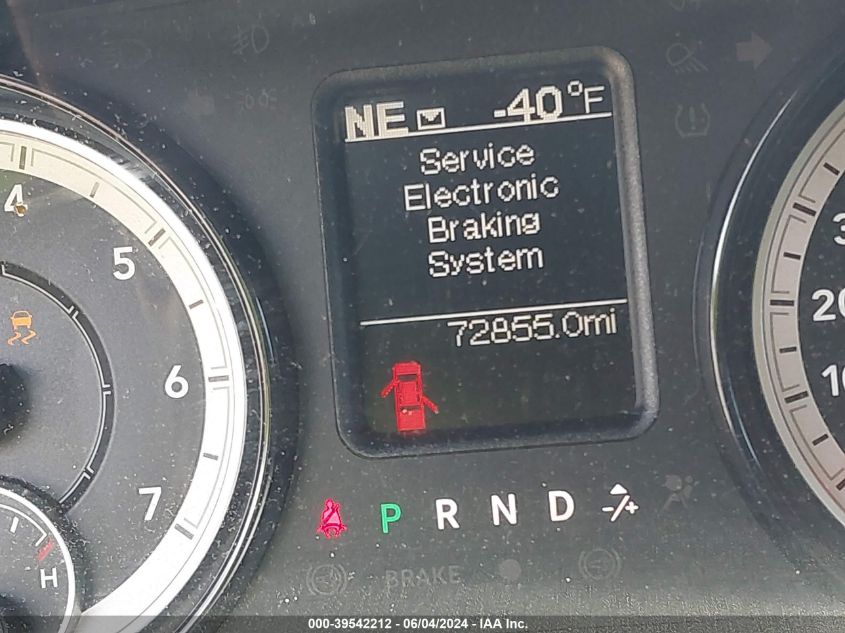 NE -40°F
Service
Electronic
Braking
System
72855.0mi
4
5
6
7
H
20
P R N D -/+
BRAKE
000-39542212 - 06/04/2024 - IAA Inc.